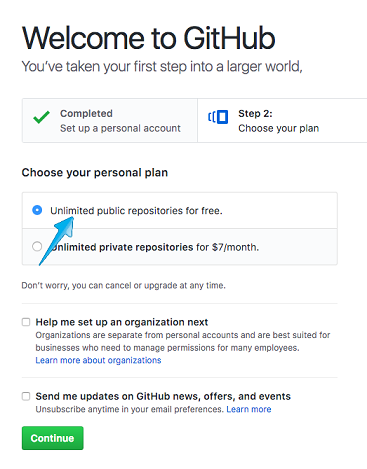 Welcome to GitHub
You've taken your first step into a larger world,
Completed
Set up a personal account
Step 2:
Choose your plan
Choose your personal plan
Unlimited public repositories for free.
Unlimited private repositories for $7/month.
Don't worry, you can cancel or upgrade at any time.
Help me set up an organization next
Organizations are separate from personal accounts and are best suited for
businesses who need to manage permissions for many employees.
Learn more about organizations
Send me updates on GitHub news, offers, and events
Unsubscribe anytime in your email preferences. Learn more
Continue